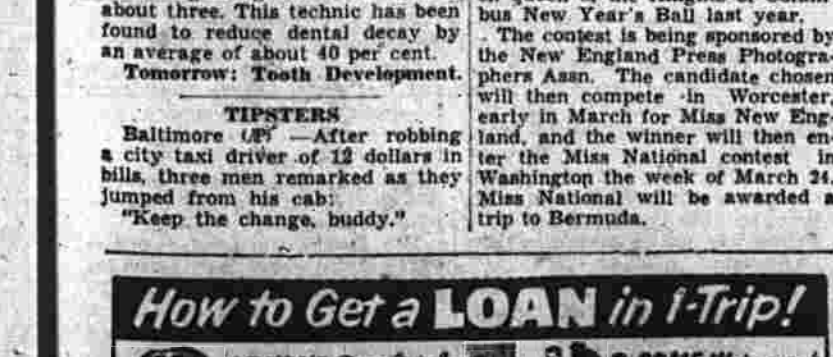 about three. This technic has been
found to reduce dental decay by
an average of about 40 per cent.
Tomorrow: Tooth Development.
TIPSTERS
Baltimore (UP) —After robbing
a city taxi driver of 12 dollars in
bills, three men remarked as they
jumped from his cab:
"Keep the change, buddy."
bus New Year's Ball last year.
The contest is being sponsored by
the New England Press Photogra-
phers Assn. The candidate chosen
will then compete in Worcester
early in March for Miss New Eng-
land, and the winner will then en-
ter the Miss National contest in
Washington the week of March 24.
Miss National will be awarded a
trip to Bermuda.
How to Get a LOAN in 1-Trip!